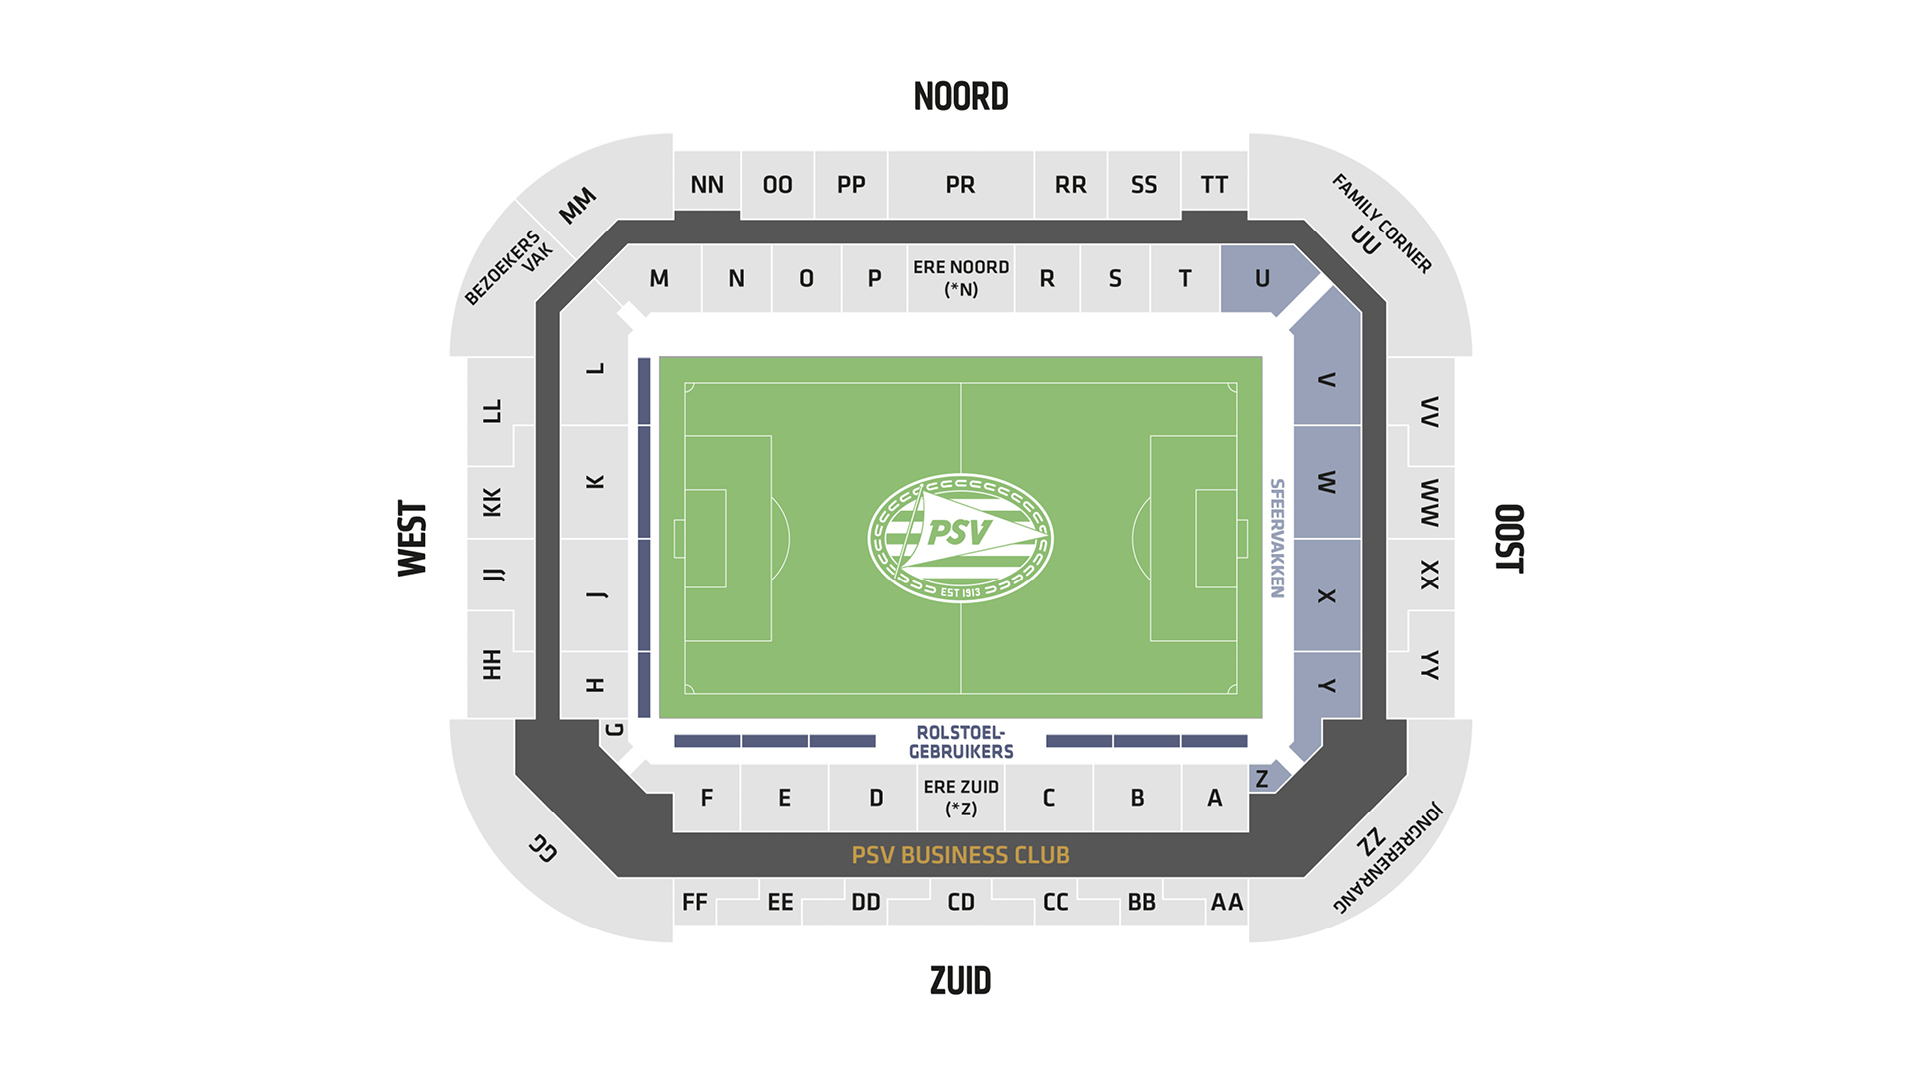 NOORD
NN OO PP PR RR SS TT
MM
BEZOEKERS
VAK
FAMILY CORNER
UU
M N O P ERE NOORD
(*N) R S T U
L
K
J
H
G
LL
KK
JJ
HH
WEST
PSV
EST 1913
SFEERVAKKEN
V
W
X
Y
VV
WW
XX
YY
OOST
ROLSTOEL-
GEBRUIKERS
F E D ERE ZUID
(*Z) C B A Z
PSV BUSINESS CLUB
GG
ZZ
JONGERENRANG
FF EE DD CD CC BB AA
ZUID